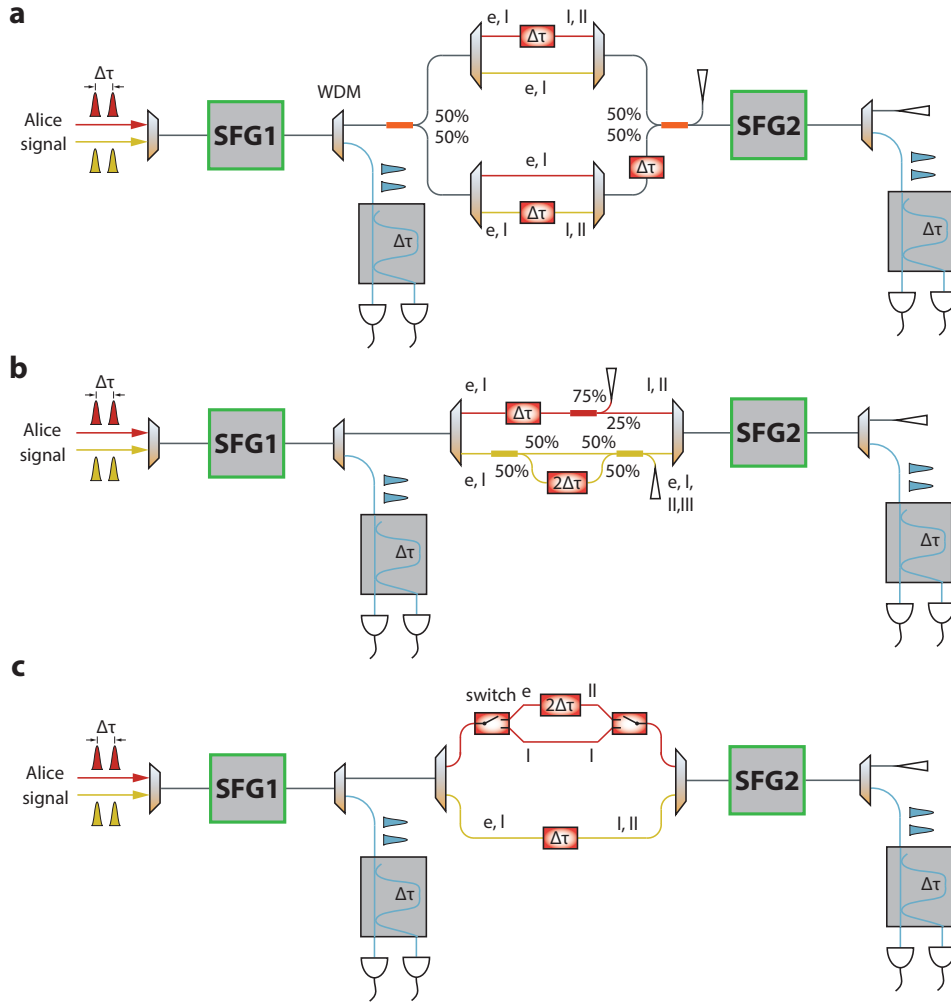 a
e, I
I, II
Δτ
Δτ
WDM
e, I
50%
50%
50%
50%
Alice
signal
SFG1
SFG2
e, I
Δτ
Δτ
e, I
I, II
Δτ
Δτ
b
Δτ
e, I
I, II
75%
Δτ
25%
Alice
signal
SFG1
50%
50%
SFG2
e, I
50%
2Δτ
50%
e, I,
II,III
Δτ
Δτ
c
switch
e
II
2Δτ
Δτ
I
I
Alice
signal
SFG1
SFG2
e, I
Δτ
I, II
Δτ
Δτ